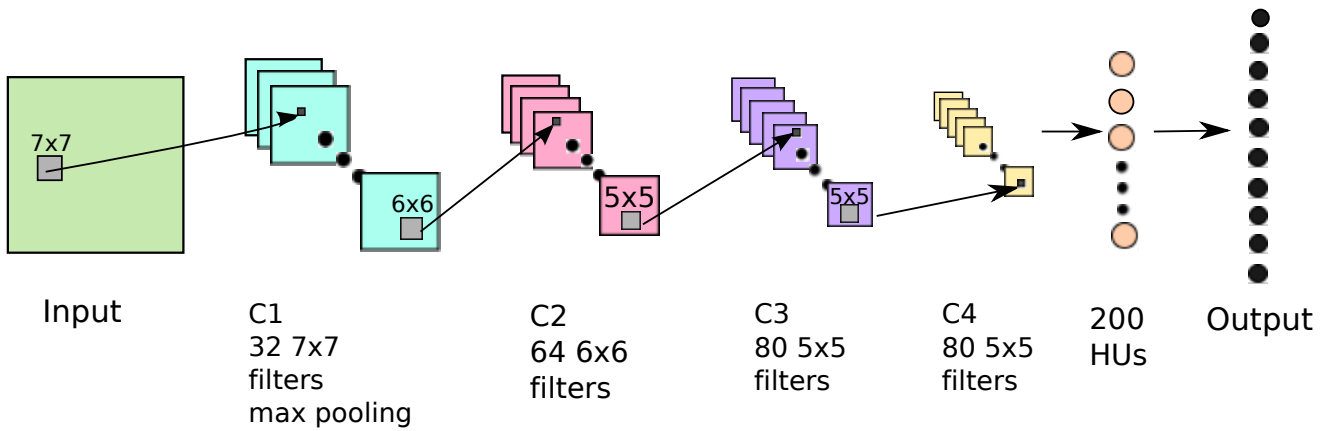 7x7
6x6
5x5
5x5
Input
C1
32 7x7
filters
max pooling
C2
64 6x6
filters
C3
80 5x5
filters
C4
80 5x5
filters
200
HUs
Output